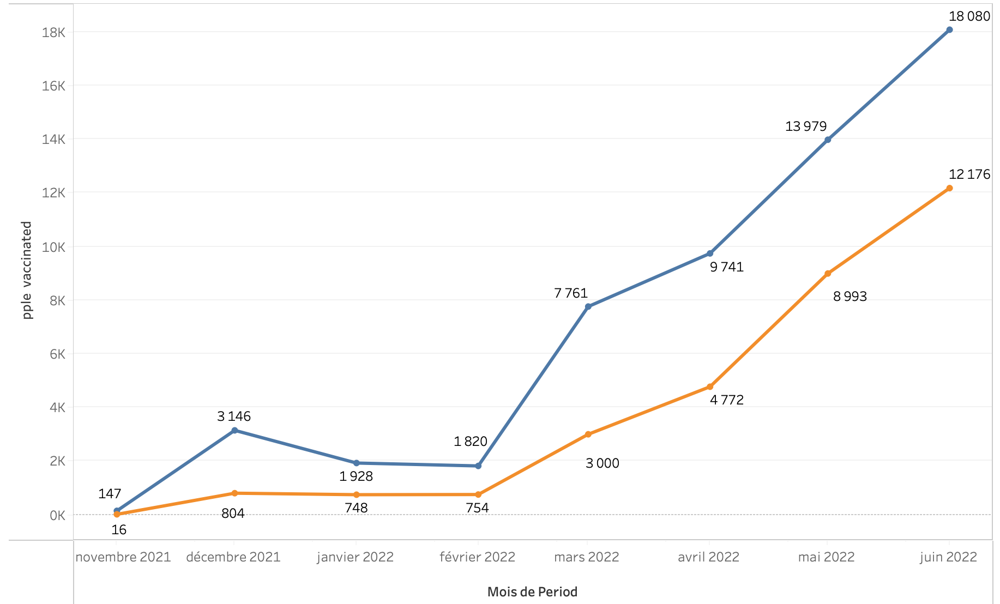 18 080
18K
16K
13 979
14K
12 176
12K
pple vaccinated
10K
9 741
7 761
8 993
8K
6K
4 772
4K
3 146
1 820
3 000
2K
1 928
147
804
748
754
0K
16
novembre 2021
décembre 2021
janvier 2022
février 2022
mars 2022
avril 2022
mai 2022
juin 2022
Mois de Period